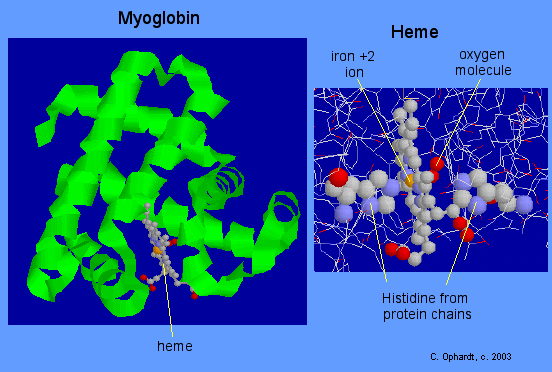 Myoglobin
Heme
iron +2
ion
oxygen
molecule
heme
Histidine from
protein chains
C. Ophardt, c. 2003